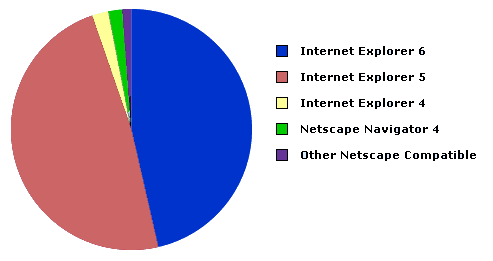 Internet Explorer 6
Internet Explorer 5
Internet Explorer 4
Netscape Navigator 4
Other Netscape Compatible